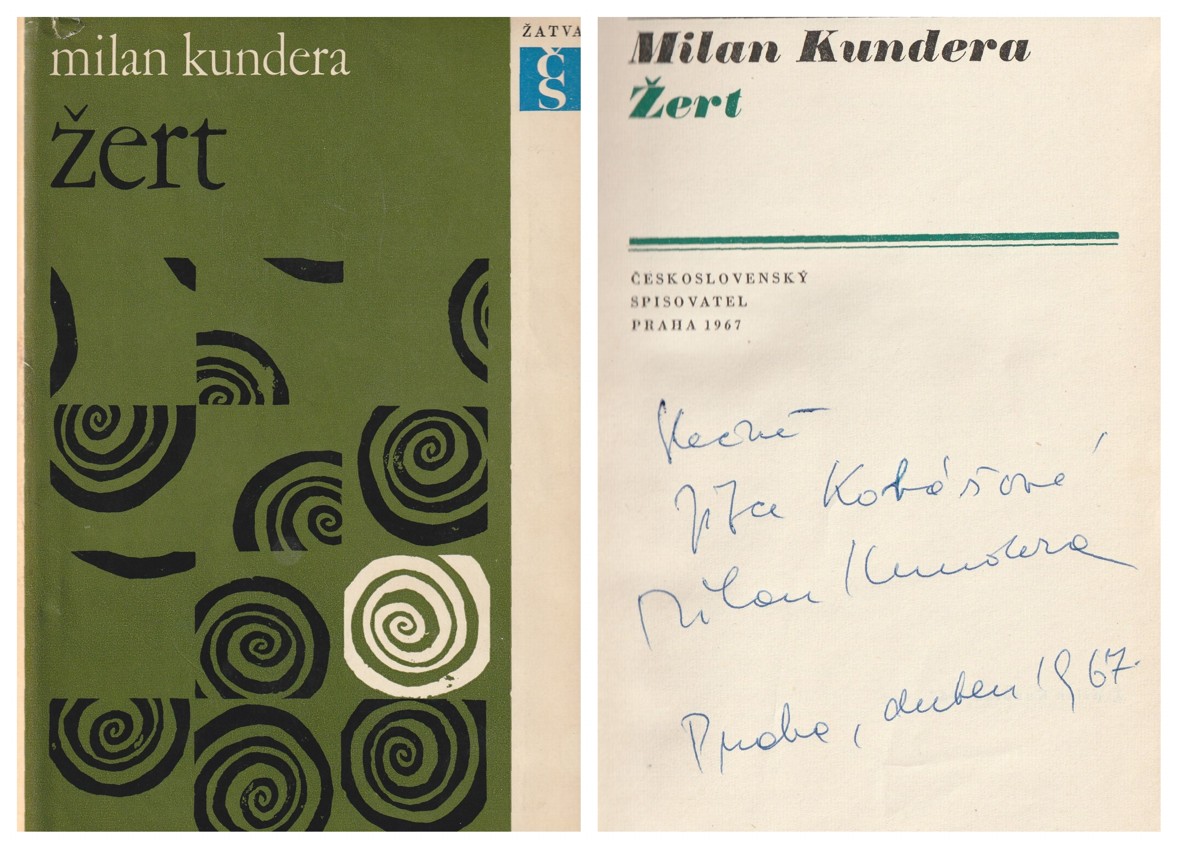 milan kundera
žert
ŽATVA
ČS
Milan Kundera
Žert
ČESKOSLOVENSKÝ
SPISOVATEL
PRAHA 1967
Jitce Kobášové
Milan Kundera
Praha, duben 1967